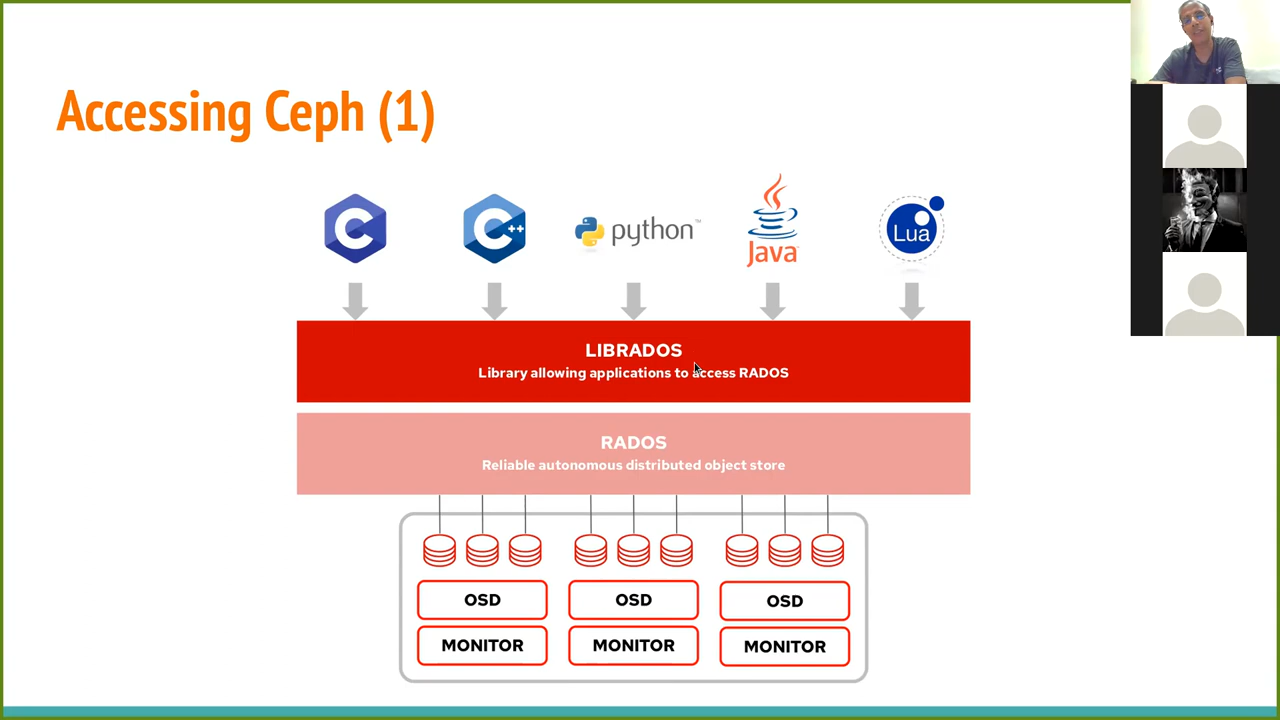 Accessing Ceph (1)
C
C++
python™
Java
Lua
LIBRADOS
Library allowing applications to access RADOS
RADOS
Reliable autonomous distributed object store
OSD OSD OSD
MONITOR MONITOR MONITOR